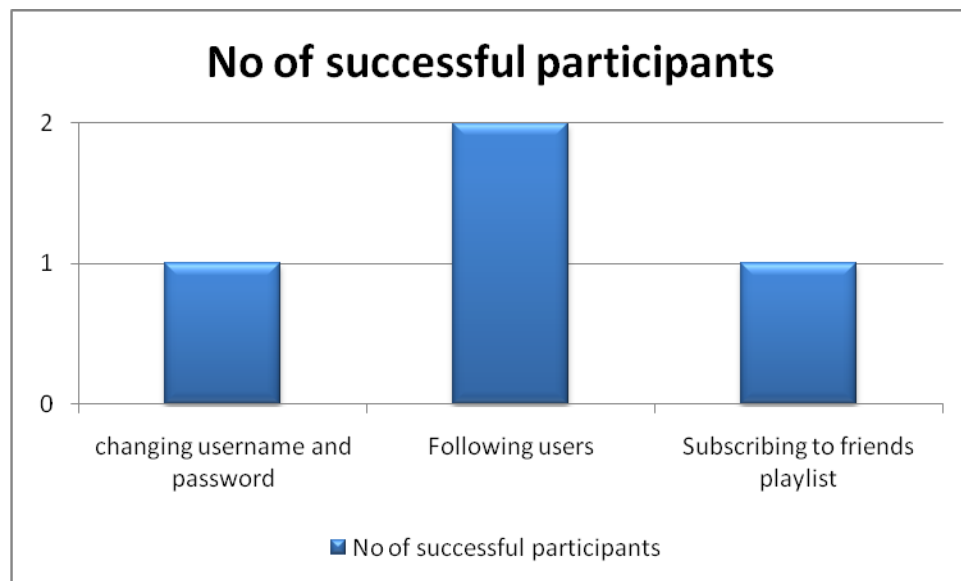 No of successful participants
2
1
0
changing username and
password
Following users
Subscribing to friends
playlist
No of successful participants